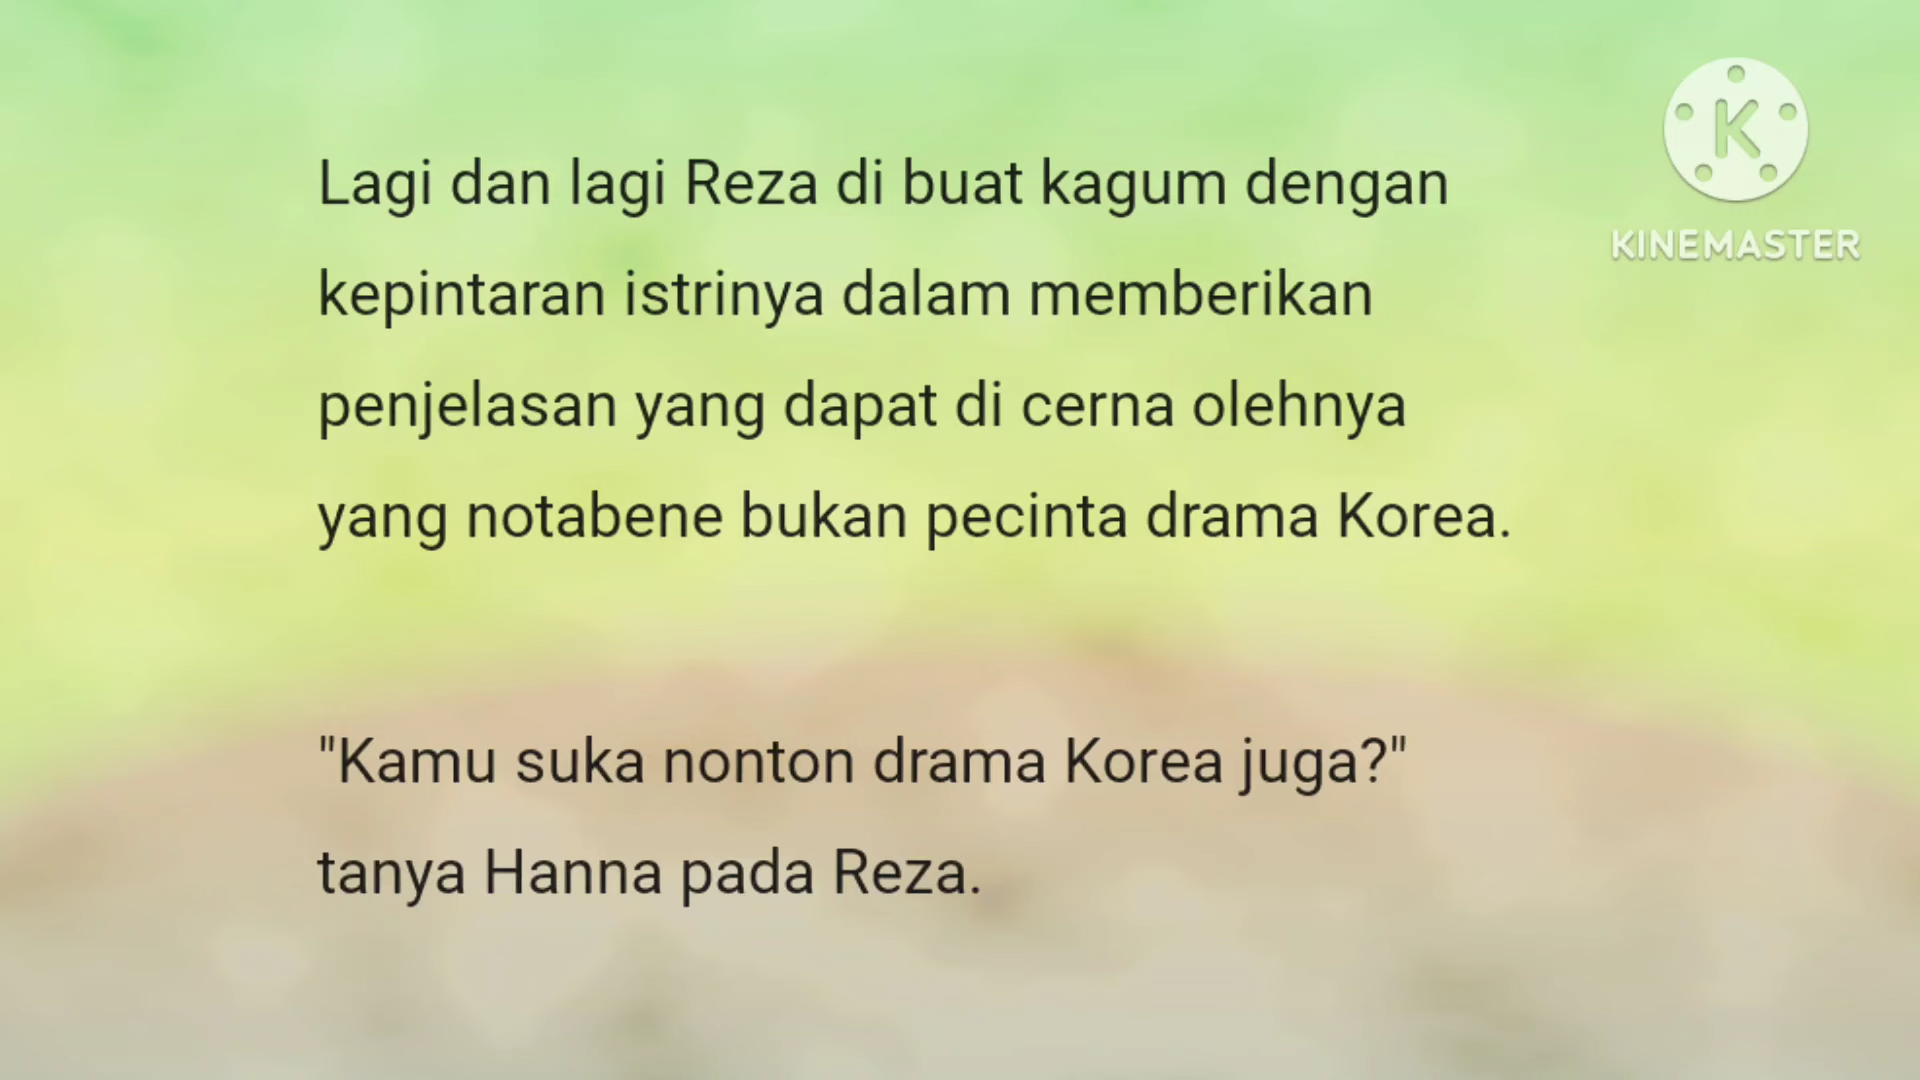 Lagi dan lagi Reza di buat kagum dengan
kepintaran istrinya dalam memberikan
penjelasan yang dapat di cerna olehnya
yang notabene bukan pecinta drama Korea.
"Kamu suka nonton drama Korea juga?"
tanya Hanna pada Reza.
K
KINEMASTER